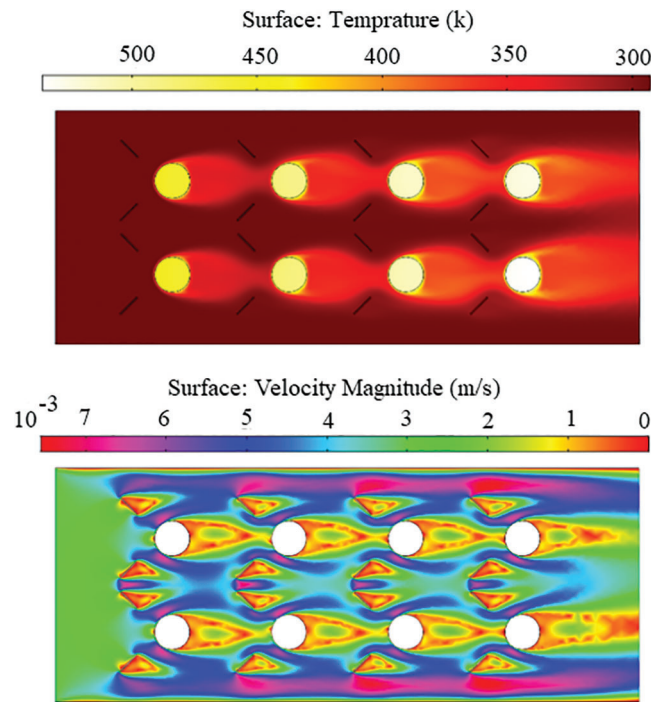 Surface: Temprature (k)
500 450 400 350 300
Surface: Velocity Magnitude (m/s)
10-3 7 6 5 4 3 2 1 0